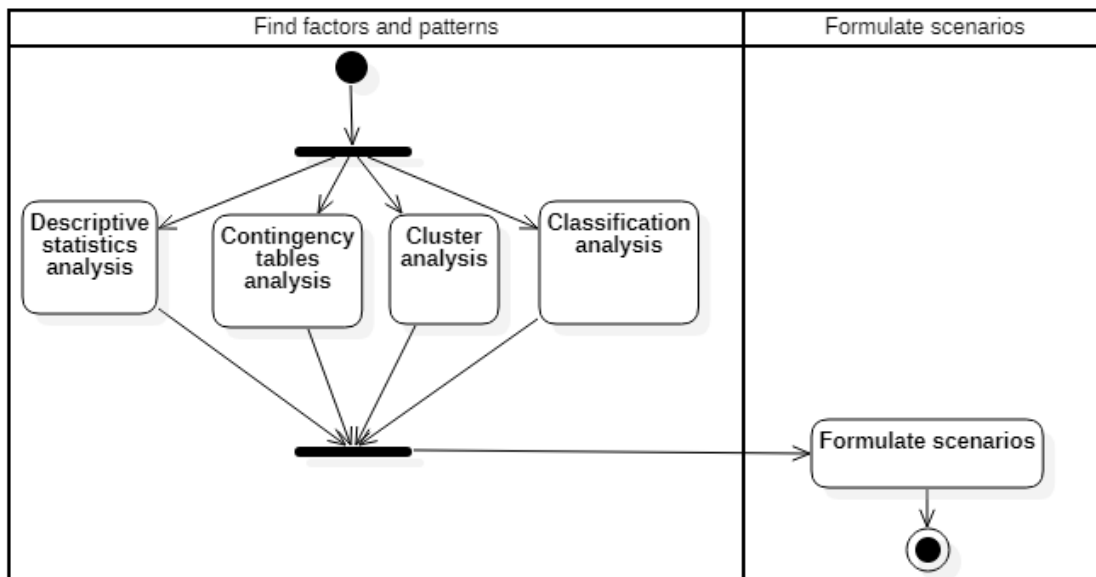 Find factors and patterns
Formulate scenarios
Descriptive
statistics
analysis
Contingency
tables
analysis
Cluster
analysis
Classification
analysis
Formulate scenarios